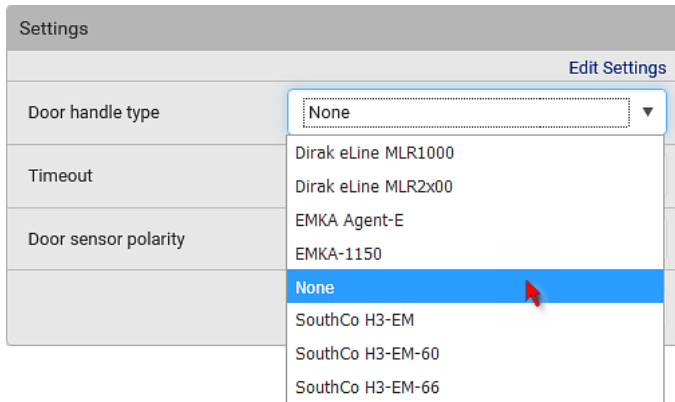 Settings
Edit Settings
Door handle type
None
Dirak eLine MLR1000
Timeout
Dirak eLine MLR2x00
EMKA Agent-E
Door sensor polarity
EMKA-1150
None
SouthCo H3-EM
SouthCo H3-EM-60
SouthCo H3-EM-66